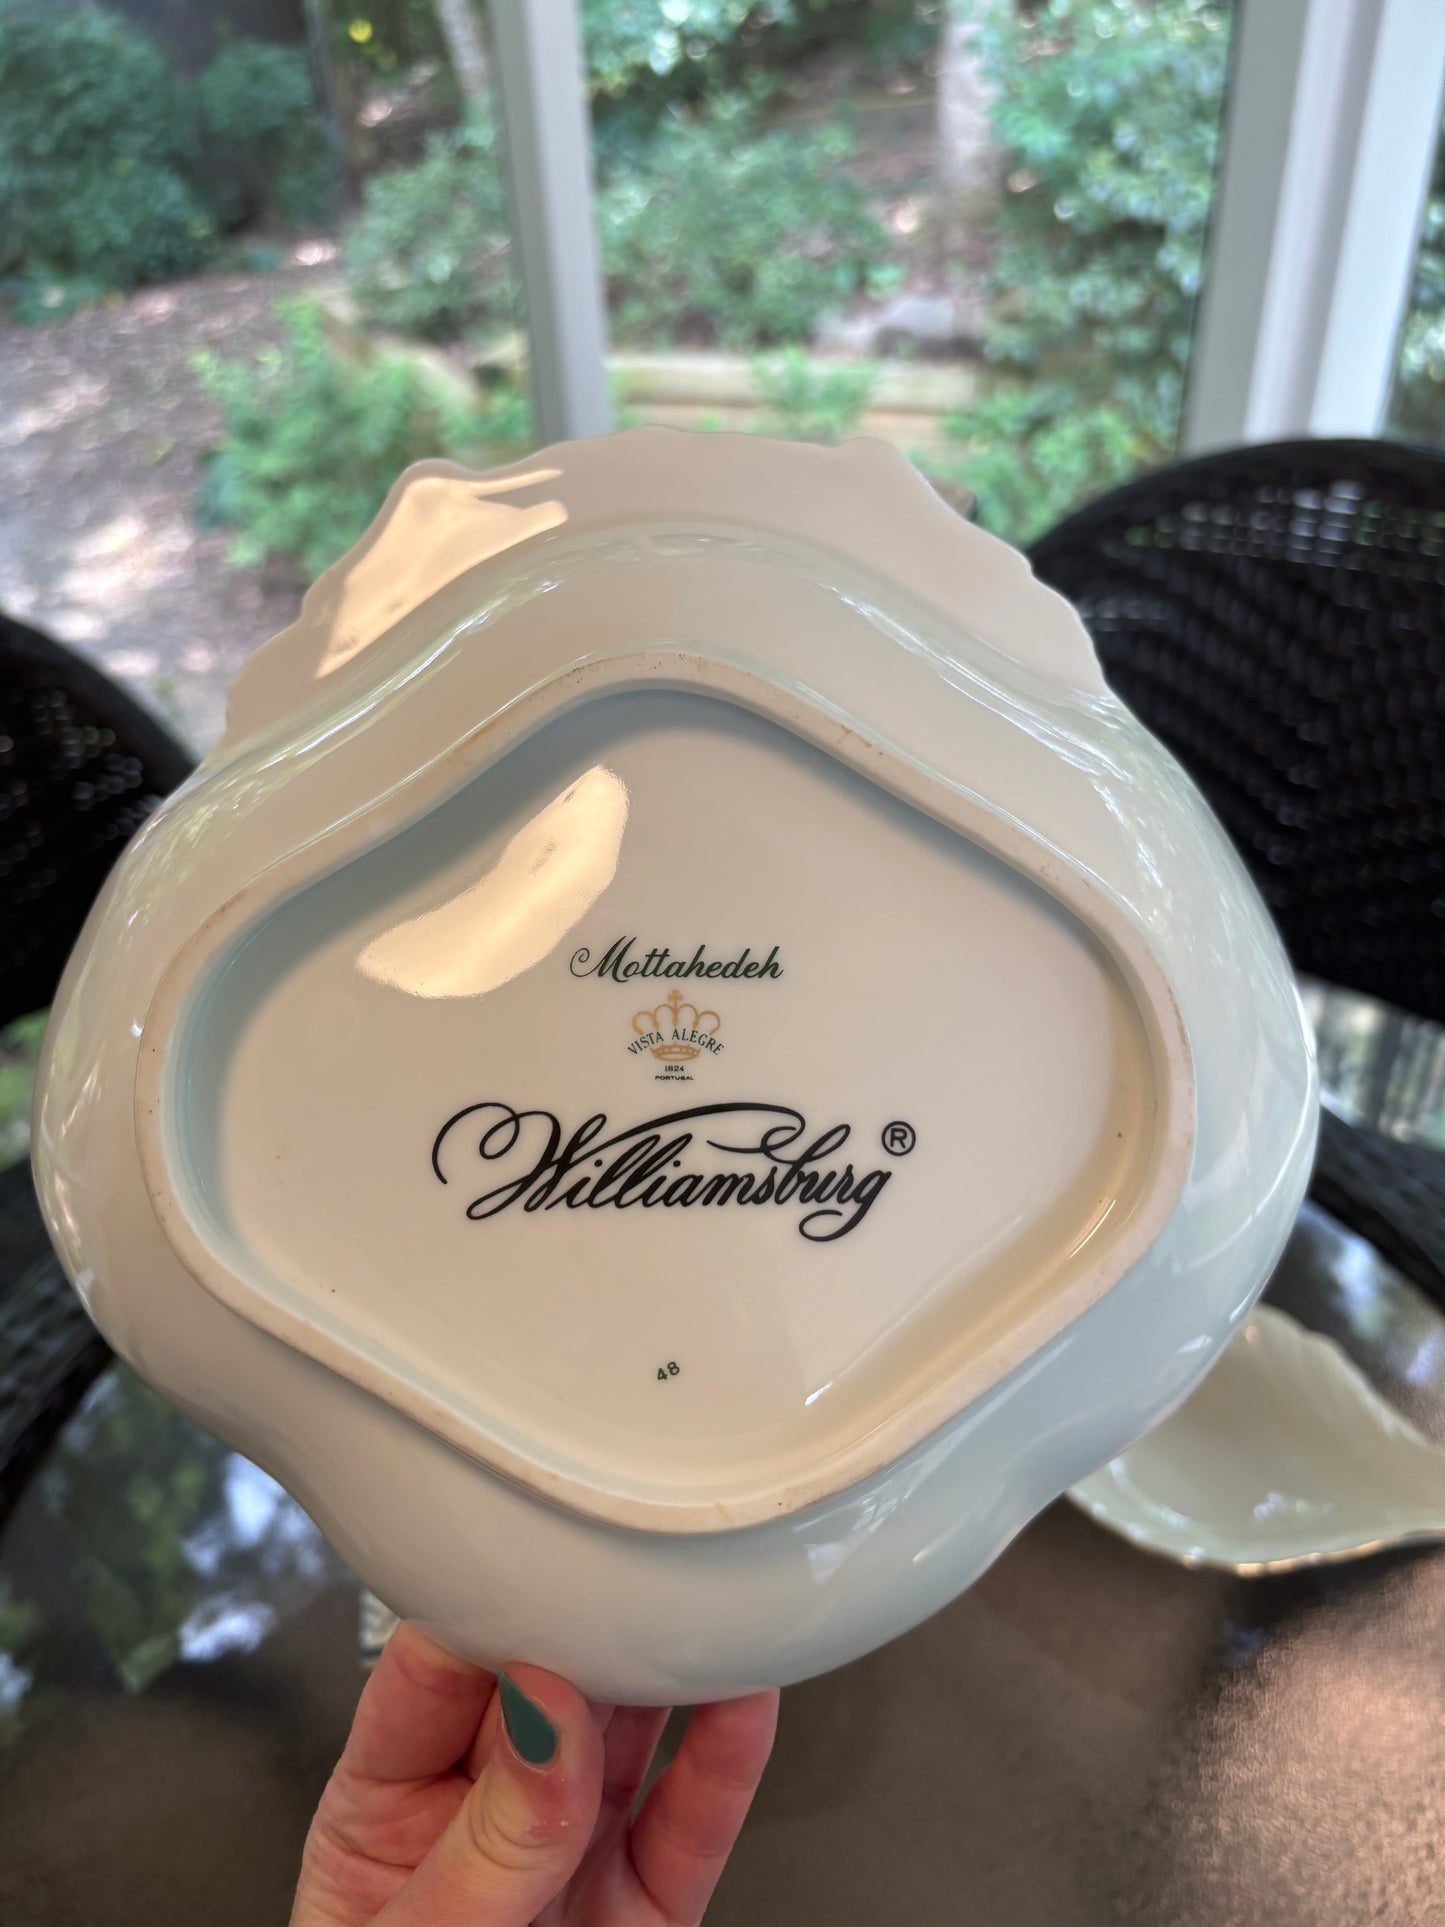 Mottahedeh
VISTA ALEGRE
1824
PORTUGAL
Williamsburg®
48